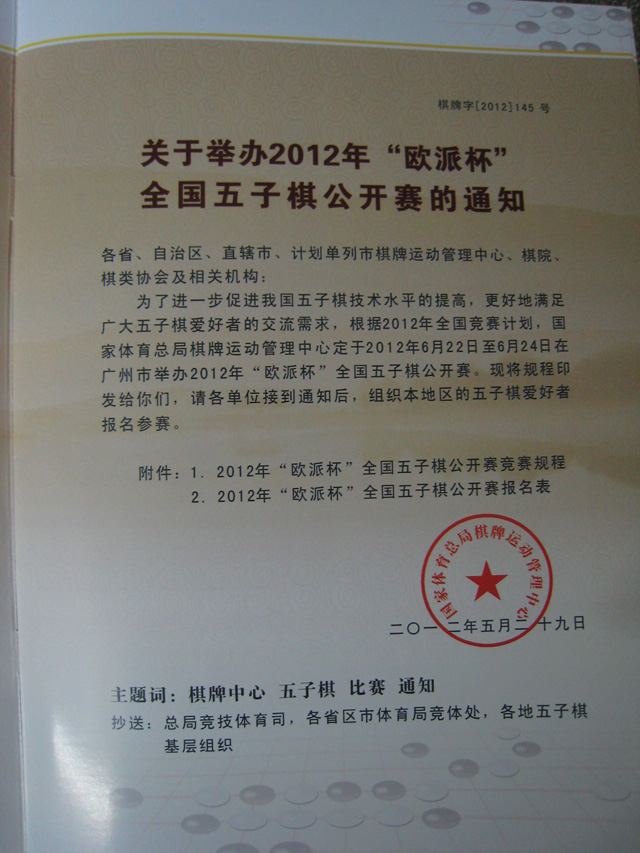 棋牌字[2012]145 号
关于举办2012年“欧派杯”
全国五子棋公开赛的通知
各省、自治区、直辖市、计划单列市棋牌运动管理中心、棋院、
棋类协会及相关机构：
为了进一步促进我国五子棋技术水平的提高，更好地满足
广大五子棋爱好者的交流需求，根据2012年全国竞赛计划，国
家体育总局棋牌运动管理中心定于2012年6月22日至6月24日在
广州市举办2012年“欧派杯”全国五子棋公开赛。现将规程印
发给你们，请各单位接到通知后，组织本地区的五子棋爱好者
报名参赛。
附件：1. 2012年“欧派杯”全国五子棋公开赛竞赛规程
2. 2012年“欧派杯”全国五子棋公开赛报名表
国家体育总局棋牌运动管理中心
二〇一二年五月二十九日
主题词：棋牌中心 五子棋 比赛 通知
抄送：总局竞技体育司，各省区市体育局竞体处，各地五子棋
基层组织